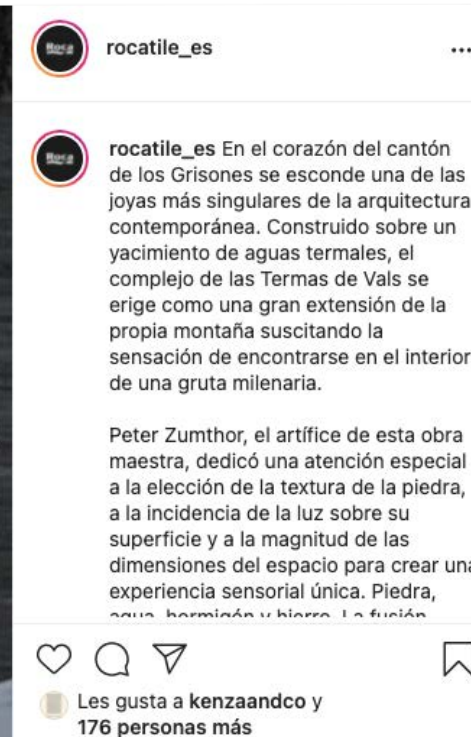 rocatile_es
rocatile_es En el corazón del cantón
de los Grisones se esconde una de las
joyas más singulares de la arquitectura
contemporánea. Construido sobre un
yacimiento de aguas termales, el
complejo de las Termas de Vals se
erige como una gran extensión de la
propia montaña suscitando la
sensación de encontrarse en el interior
de una gruta milenaria.
Peter Zumthor, el artífice de esta obra
maestra, dedicó una atención especial
a la elección de la textura de la piedra,
a la incidencia de la luz sobre su
superficie y a la magnitud de las
dimensiones del espacio para crear una
experiencia sensorial única. Piedra,
agua, hormigón y hierro. La fusión
Les gusta a kenzaandco y
176 personas más